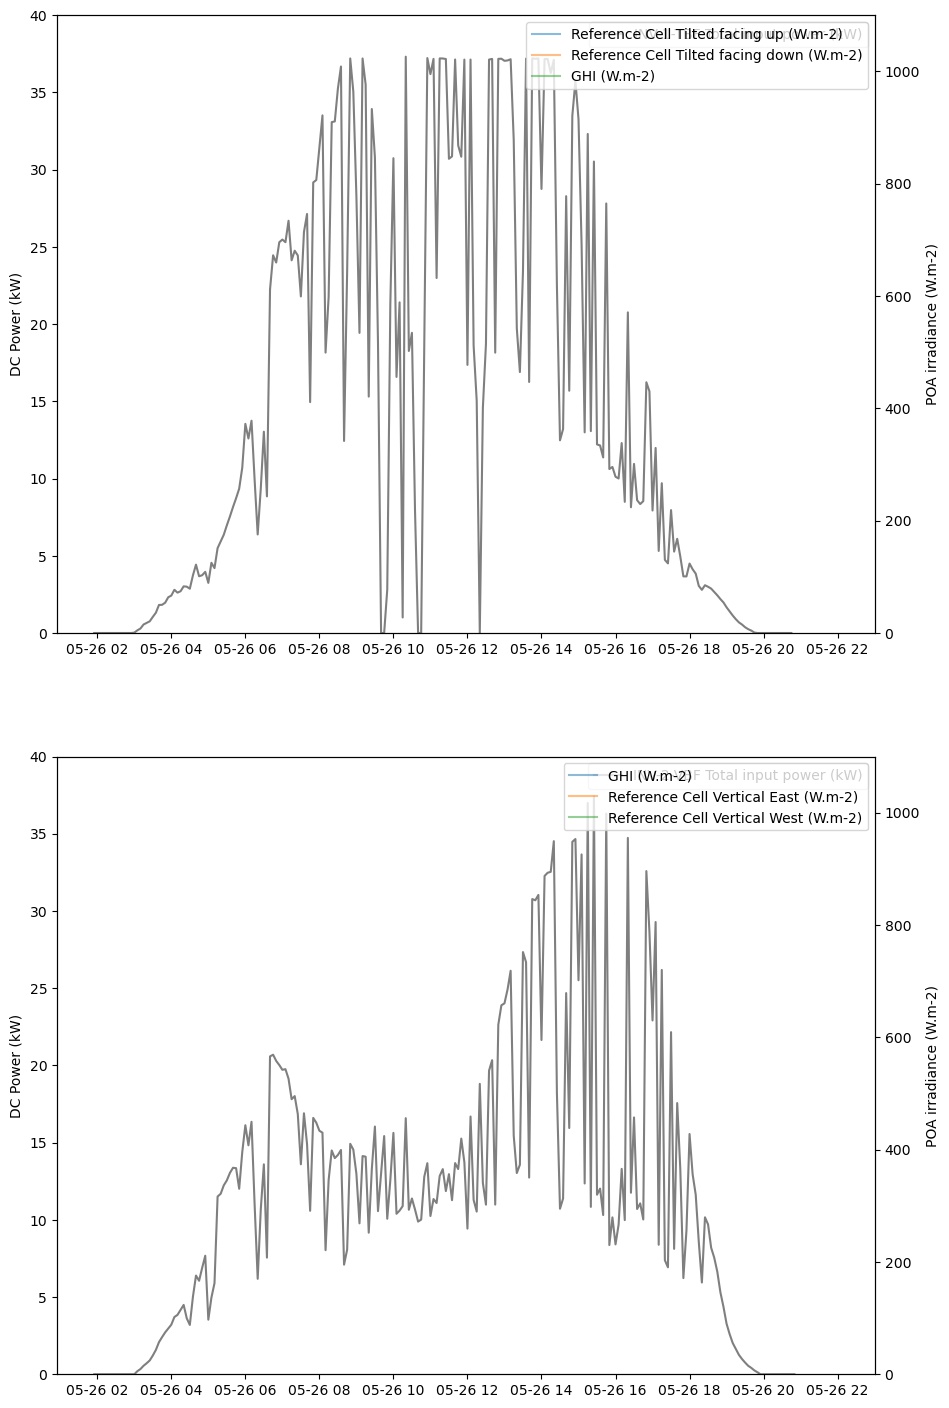 40
35
30
25
20
15
10
5
0
DC Power (kW)
Reference Cell Tilted facing up (W.m-2)
Reference Cell Tilted facing down (W.m-2)
GHI (W.m-2)
1000
800
600
400
200
0
POA irradiance (W.m-2)
05-26 02 05-26 04 05-26 06 05-26 08 05-26 10 05-26 12 05-26 14 05-26 16 05-26 18 05-26 20 05-26 22
40
35
30
25
20
15
10
5
0
DC Power (kW)
Total input power (kW)
GHI (W.m-2)
Reference Cell Vertical East (W.m-2)
Reference Cell Vertical West (W.m-2)
1000
800
600
400
200
0
POA irradiance (W.m-2)
05-26 02 05-26 04 05-26 06 05-26 08 05-26 10 05-26 12 05-26 14 05-26 16 05-26 18 05-26 20 05-26 22